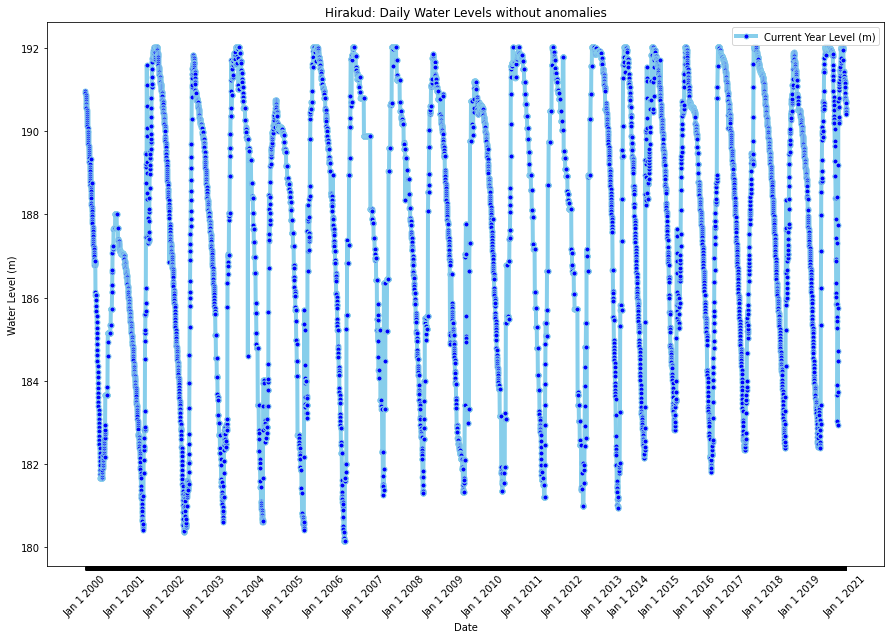 Hirakud: Daily Water Levels without anomalies
Current Year Level (m)
192
190
188
186
184
182
180
Water Level (m)
Jan 1 2000
Jan 1 2001
Jan 1 2002
Jan 1 2003
Jan 1 2004
Jan 1 2005
Jan 1 2006
Jan 1 2007
Jan 1 2008
Jan 1 2009
Jan 1 2010
Jan 1 2011
Jan 1 2012
Jan 1 2013
Jan 1 2014
Jan 1 2015
Jan 1 2016
Jan 1 2017
Jan 1 2018
Jan 1 2019
Jan 1 2021
Date